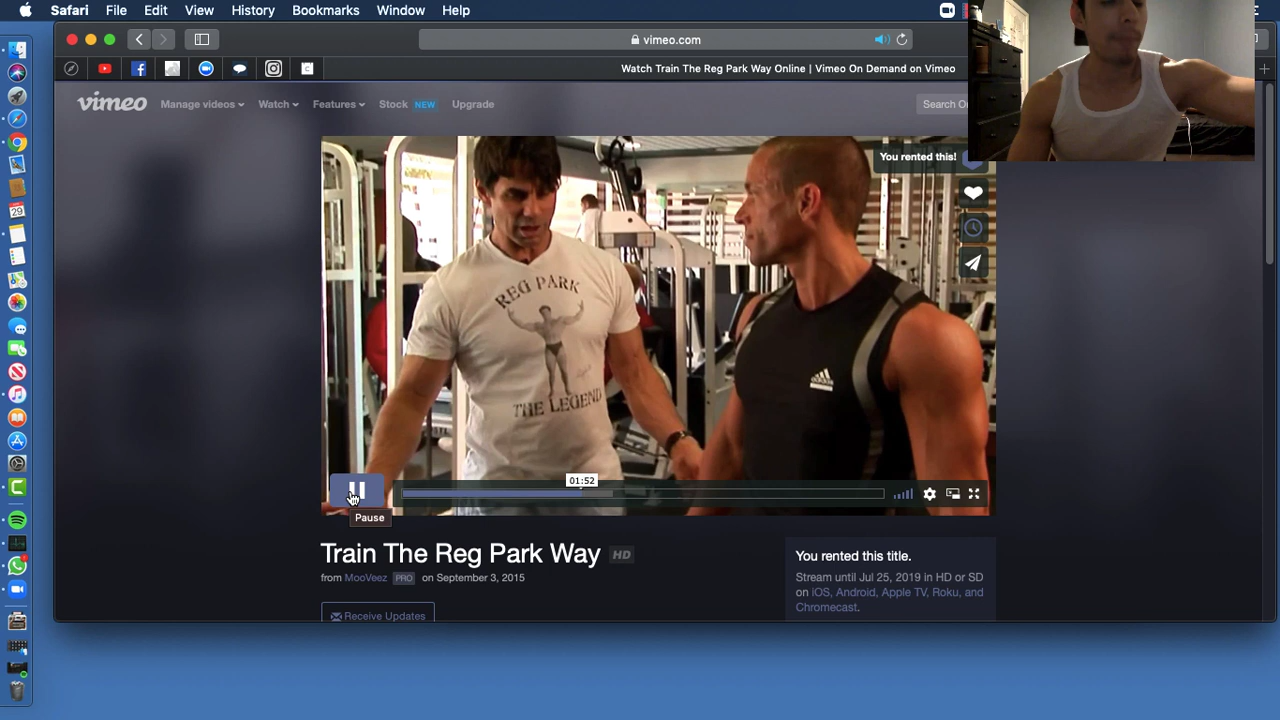 Safari File Edit View History Bookmarks Window Help
vimeo.com
Watch Train The Reg Park Way Online | Vimeo On Demand on Vimeo
vimeo Manage videos Watch Features Stock NEW Upgrade
Search O
You rented this!
REG PARK
THE LEGEND
adidas
01:52
Pause
Train The Reg Park Way HD
from MooVeez PRO on September 3, 2015
Receive Updates
You rented this title.
Stream until Jul 25, 2019 in HD or SD
on iOS, Android, Apple TV, Roku, and
Chromecast.
29